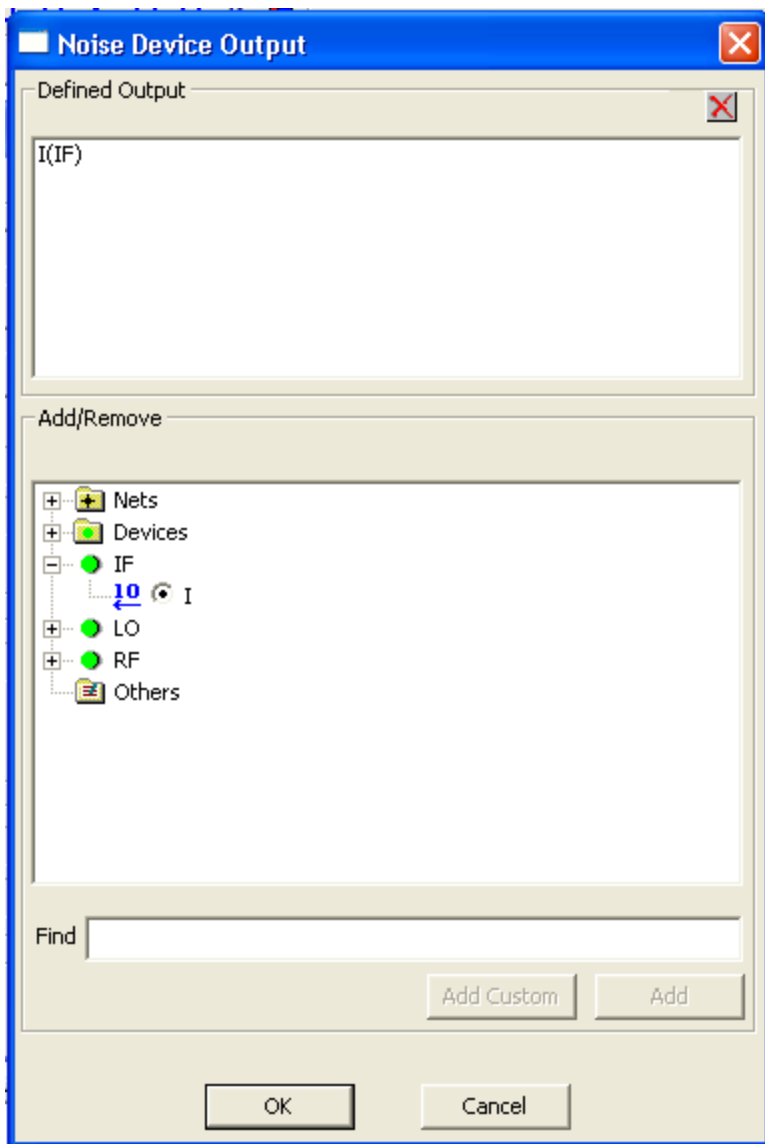 Noise Device Output
Defined Output
I(IF)
Add/Remove
Nets
Devices
IF
10 I
LO
RF
Others
Find
Add Custom Add
OK Cancel